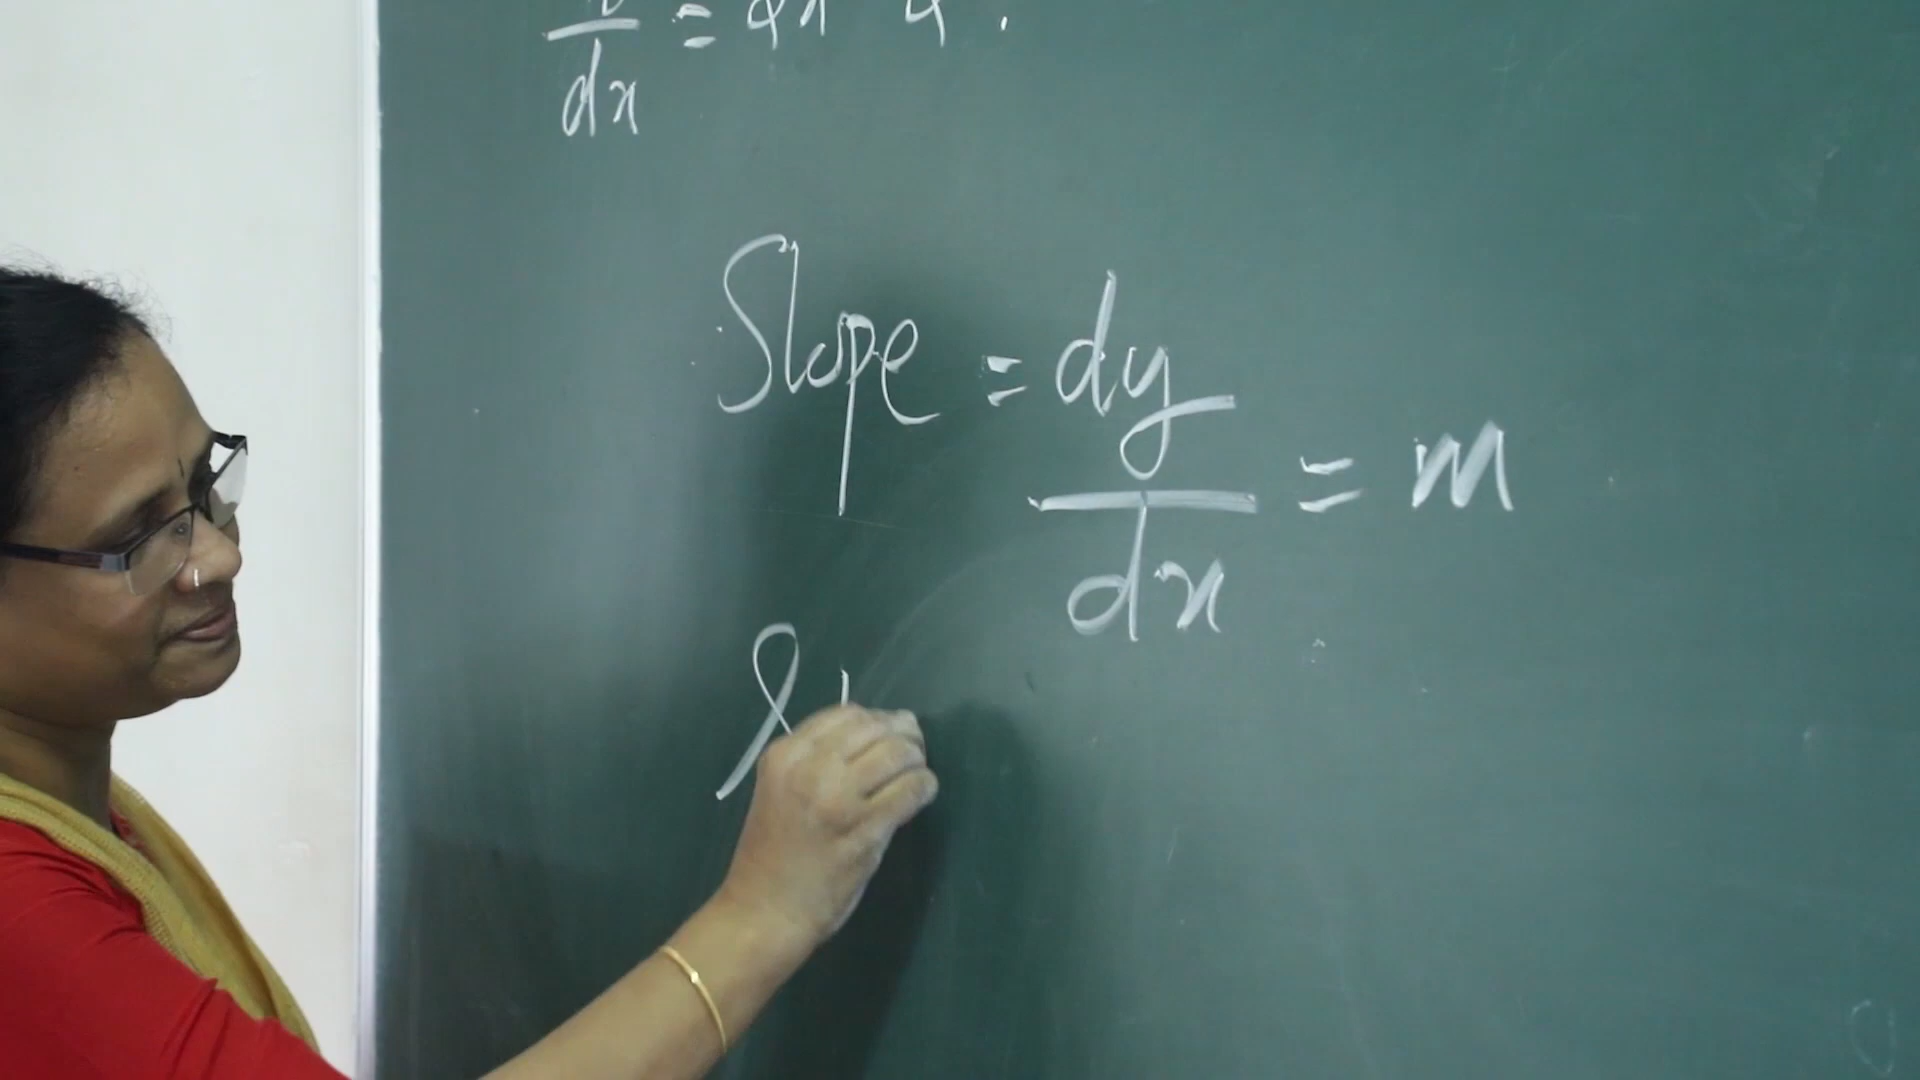 dx =
Slope = dy/dx = m